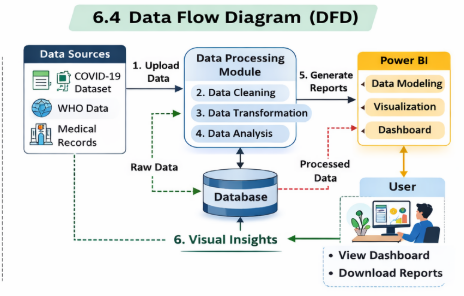 6.4 Data Flow Diagram (DFD)
Data Sources
COVID-19
Dataset
WHO Data
Medical
Records
1. Upload
Data
Data Processing
Module
2. Data Cleaning
3. Data Transformation
4. Data Analysis
5. Generate
Reports
Power BI
Data Modeling
Visualization
Dashboard
Raw Data
Database
Processed
Data
User
6. Visual Insights
• View Dashboard
• Download Reports